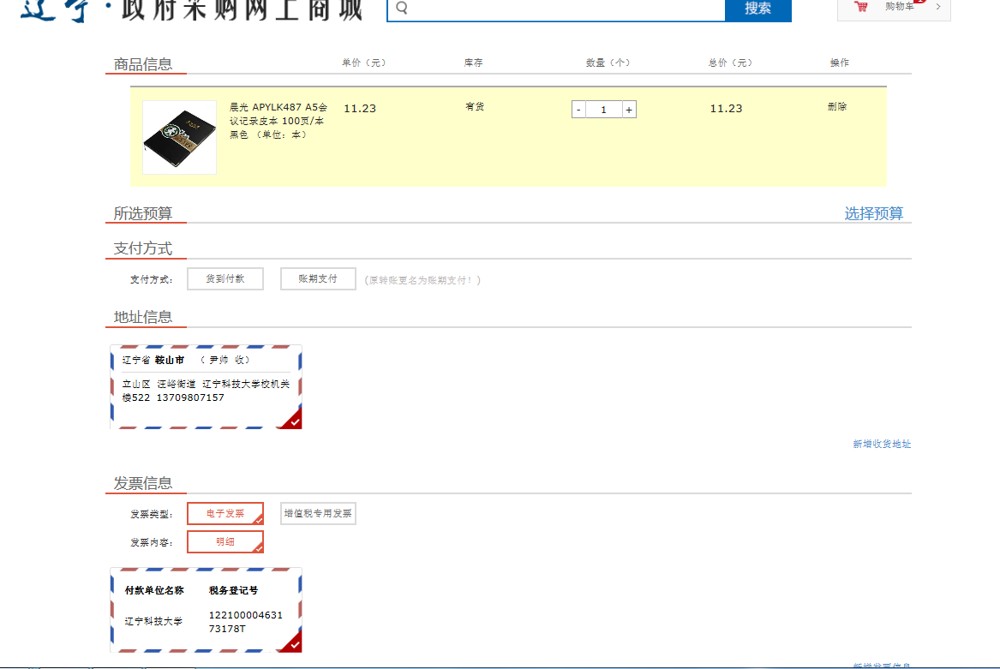 辽宁·政府采购网上商城
搜索
购物车
1
>
商品信息 单价（元） 库存 数量（个） 总价（元） 操作
晨光 APYLK487 A5会 11.23 有货 - 1 + 11.23 删除
议记录皮本 100页/本
黑色 （单位：本）
所选预算 选择预算
支付方式
支付方式： 货到付款 账期支付 (原转账更名为账期支付！)
地址信息
辽宁省 鞍山市 （ 尹帅 收）
立山区 汪峪街道 辽宁科技大学校机关
楼522 13709807157
新增收货地址
发票信息
发票类型： 电子发票 增值税专用发票
发票内容： 明细
付款单位名称 税务登记号
辽宁科技大学 122100004631
73178T
新增发票信息